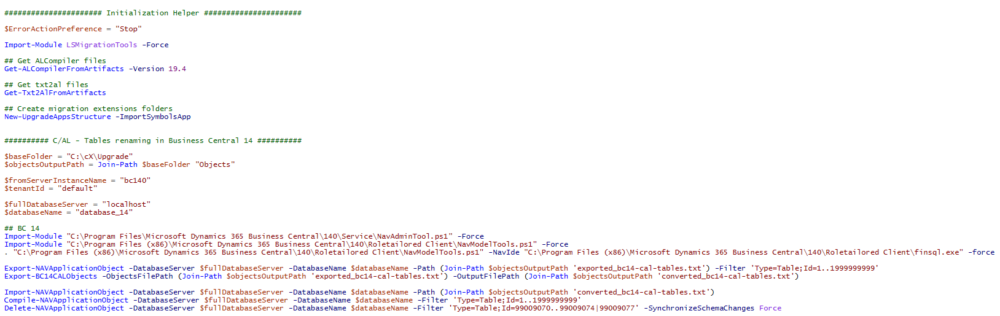 ###################### Initialization Helper ######################
$ErrorActionPreference = "Stop"
Import-Module LSMigrationTools -Force
## Get ALCompiler files
Get-ALCompilerFromArtifacts -Version 19.4
## Get txt2al files
Get-Txt2AlFromArtifacts
## Create migration extensions folders
New-UpgradeAppsStructure -ImportSymbolsApp
########## C/AL - Tables renaming in Business Central 14 ##########
$baseFolder = "C:\cX\Upgrade"
$objectsOutputPath = Join-Path $baseFolder "Objects"
$fromServerInstanceName = "bc140"
$tenantId = "default"
$fullDatabaseServer = "localhost"
$databaseName = "database_14"
## BC 14
Import-Module "C:\Program Files\Microsoft Dynamics 365 Business Central\140\Service\NavAdminTool.ps1" -Force
Import-Module "C:\Program Files (x86)\Microsoft Dynamics 365 Business Central\140\Roletailored Client\NavModelTools.ps1" -Force
. "C:\Program Files (x86)\Microsoft Dynamics 365 Business Central\140\Roletailored Client\NavModelTools.ps1" -NavIde "C:\Program Files (x86)\Microsoft Dynamics 365 Business Central\140\Roletailored Client\finsql.exe" -force
Export-NAVApplicationObject -DatabaseServer $fullDatabaseServer -DatabaseName $databaseName -Path (Join-Path $objectsOutputPath 'exported_bc14-cal-tables.txt') -Filter 'Type=Table;Id=1..1999999999'
Export-BC14CALObjects -ObjectsFilePath (Join-Path $objectsOutputPath 'exported_bc14-cal-tables.txt') -OutputFilePath (Join-Path $objectsOutputPath 'converted_bc14-cal-tables.txt')
Import-NAVApplicationObject -DatabaseServer $fullDatabaseServer -DatabaseName $databaseName -Path (Join-Path $objectsOutputPath 'converted_bc14-cal-tables.txt')
Compile-NAVApplicationObject -DatabaseServer $fullDatabaseServer -DatabaseName $databaseName -Filter 'Type=Table;Id=1..1999999999'
Delete-NAVApplicationObject -DatabaseServer $fullDatabaseServer -DatabaseName $databaseName -Filter 'Type=Table;Id=99009070..99009074|99009077' -SynchronizeSchemaChanges Force